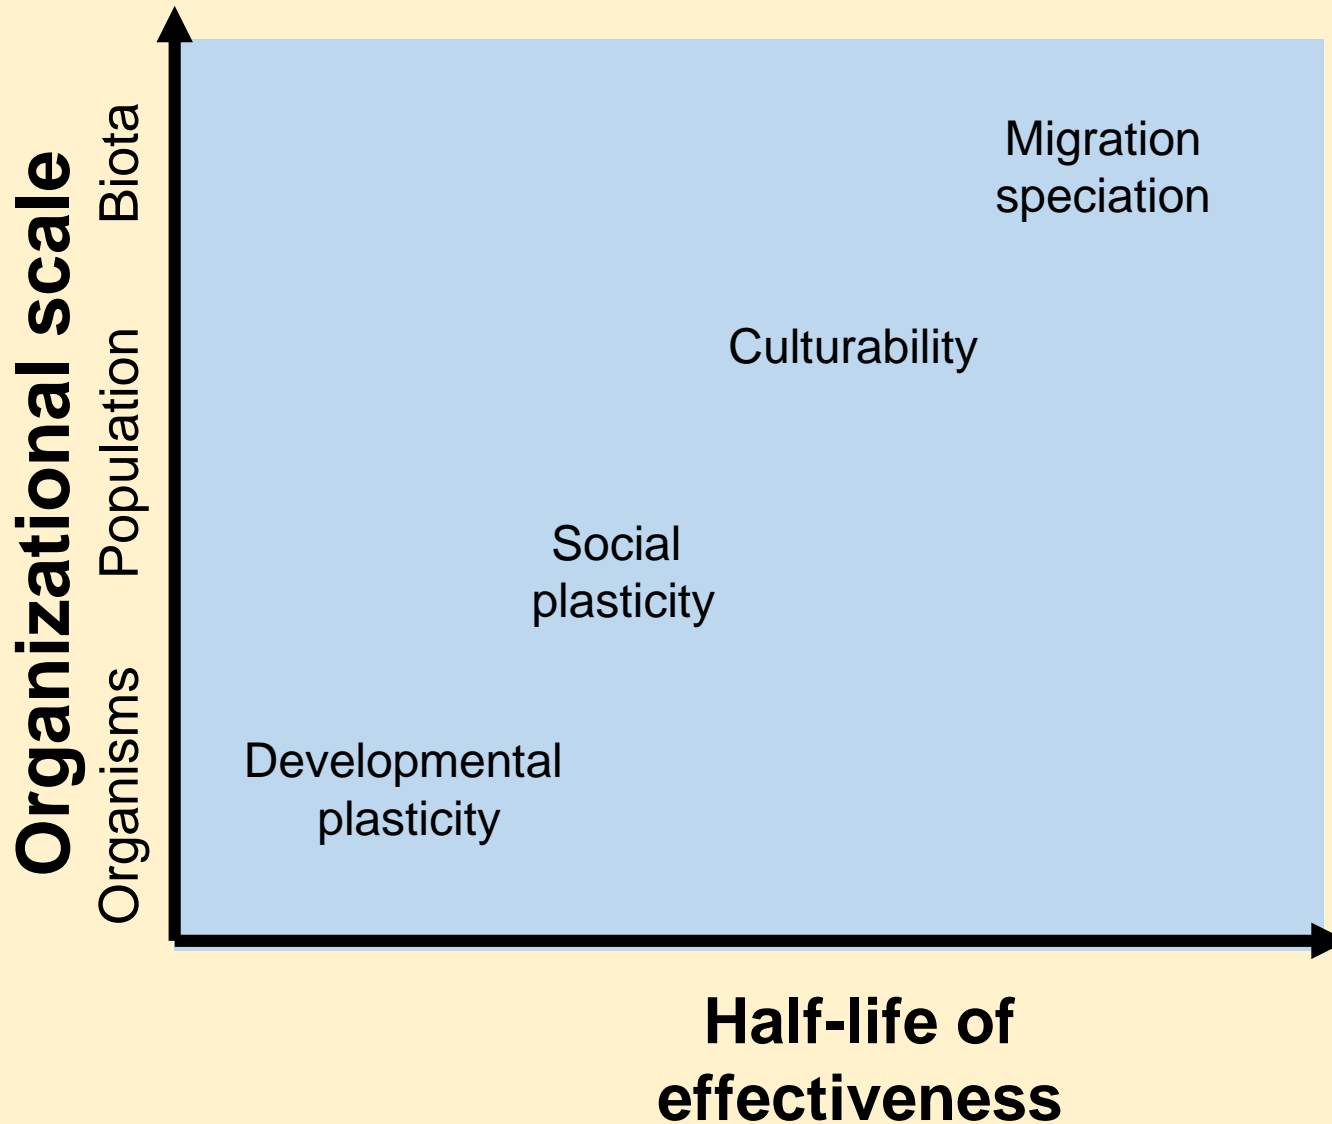 Organizational scale
Biota
Population
Organisms
Migration
speciation
Culturability
Social
plasticity
Developmental
plasticity
Half-life of
effectiveness